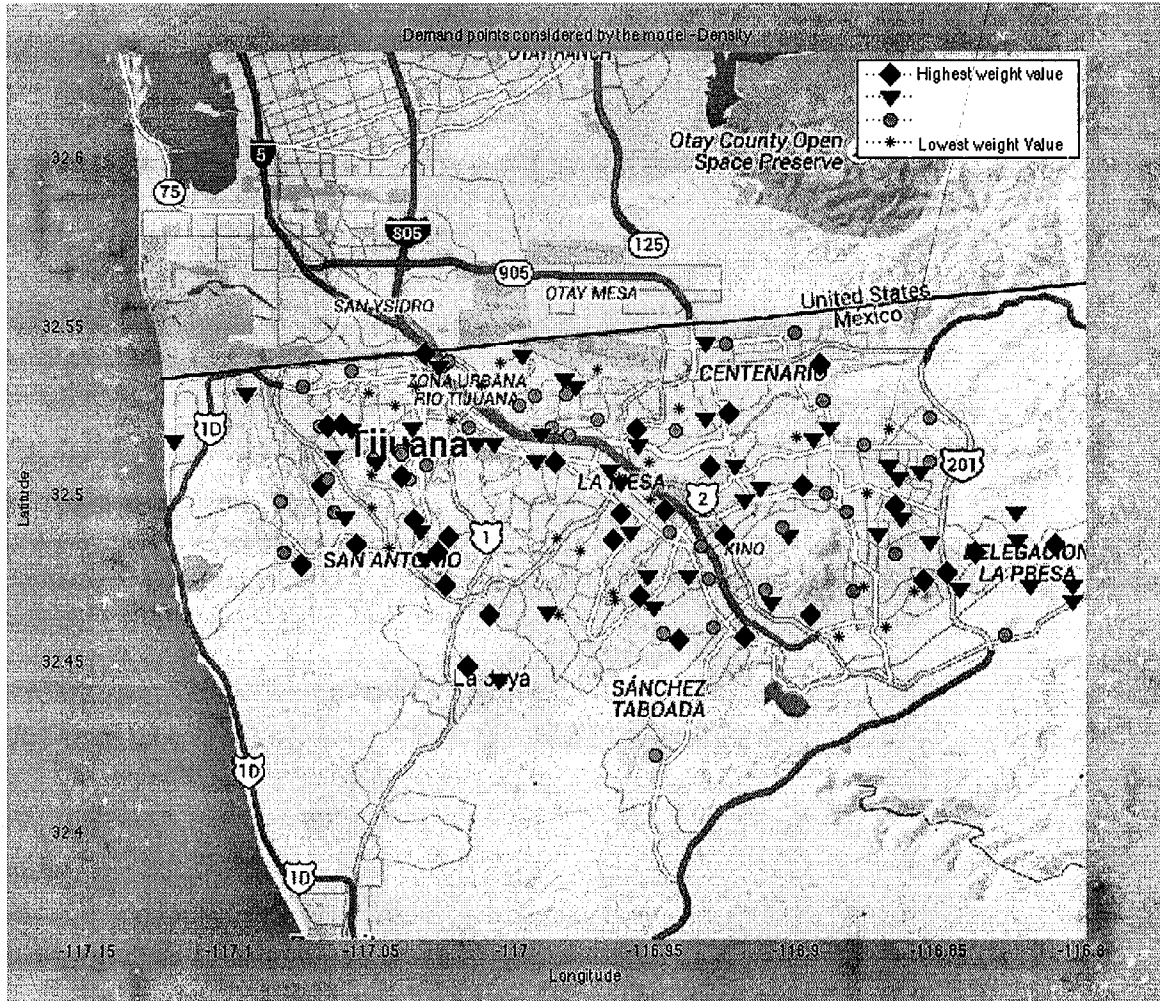 Demand points considered by the model -Density
OTAY RANCH
Highest weight value
Lowest weight Value
32.6
5
Otay County Open
Space Preserve
75
805
125
905
OTAY MESA
SAN YSIDRO
United States
Mexico
32.55
ZONA URBANA
RIO TIJUANA
CENTENARIO
1D
Tijuana
201
LA MESA
32.5
2
Latitude
1
KINO
SAN ANTONIO
DELEGACION
LA PRESA
32.45
La Joya
SÁNCHEZ
TABOADA
1D
32.4
1D
-117.15
-117.1
-117.05
-117
-116.95
-116.9
-116.85
-116.8
Longitude